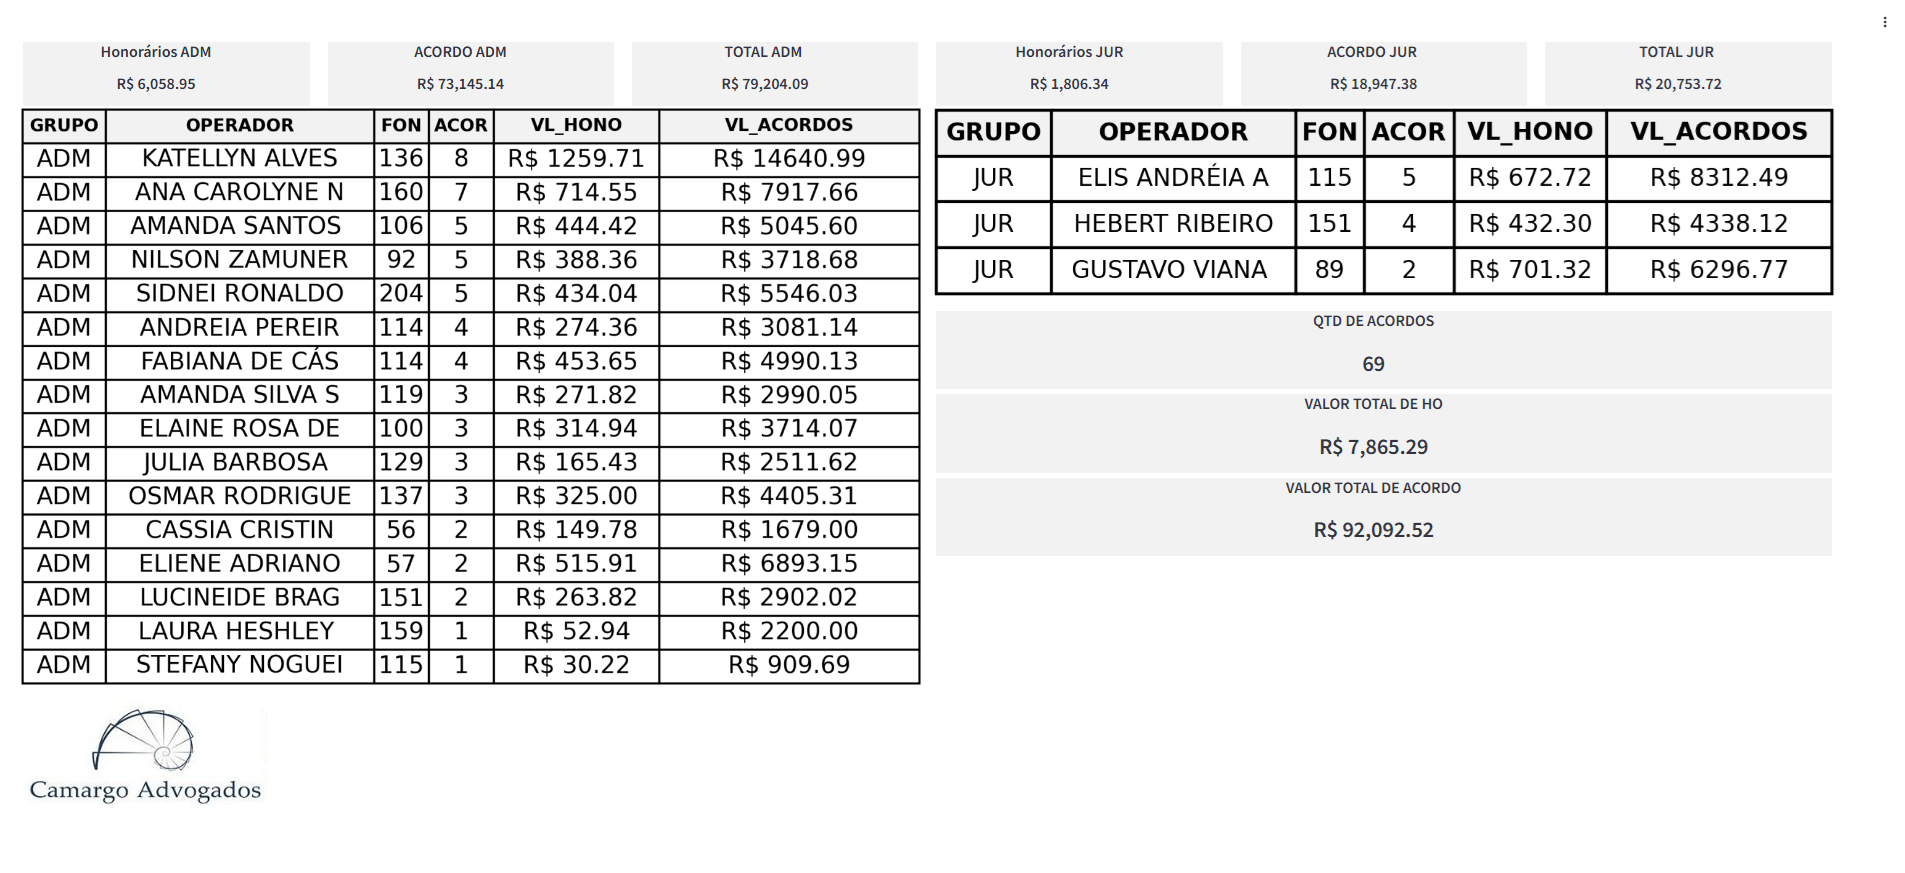 Honorários ADM
R$ 6,058.95
ACORDO ADM
R$ 73,145.14
TOTAL ADM
R$ 79,204.09
Honorários JUR
R$ 1,806.34
ACORDO JUR
R$ 18,947.38
TOTAL JUR
R$ 20,753.72
GRUPO OPERADOR FON ACOR VL_HONO VL_ACORDOS
ADM KATELLYN ALVES 136 8 R$ 1259.71 R$ 14640.99
ADM ANA CAROLYNE N 160 7 R$ 714.55 R$ 7917.66
ADM AMANDA SANTOS 106 5 R$ 444.42 R$ 5045.60
ADM NILSON ZAMUNER 92 5 R$ 388.36 R$ 3718.68
ADM SIDNEI RONALDO 204 5 R$ 434.04 R$ 5546.03
ADM ANDREIA PEREIR 114 4 R$ 274.36 R$ 3081.14
ADM FABIANA DE CÁS 114 4 R$ 453.65 R$ 4990.13
ADM AMANDA SILVA S 119 3 R$ 271.82 R$ 2990.05
ADM ELAINE ROSA DE 100 3 R$ 314.94 R$ 3714.07
ADM JULIA BARBOSA 129 3 R$ 165.43 R$ 2511.62
ADM OSMAR RODRIGUE 137 3 R$ 325.00 R$ 4405.31
ADM CASSIA CRISTIN 56 2 R$ 149.78 R$ 1679.00
ADM ELIENE ADRIANO 57 2 R$ 515.91 R$ 6893.15
ADM LUCINEIDE BRAG 151 2 R$ 263.82 R$ 2902.02
ADM LAURA HESHLEY 159 1 R$ 52.94 R$ 2200.00
ADM STEFANY NOGUEI 115 1 R$ 30.22 R$ 909.69
GRUPO OPERADOR FON ACOR VL_HONO VL_ACORDOS
JUR ELIS ANDRÉIA A 115 5 R$ 672.72 R$ 8312.49
JUR HEBERT RIBEIRO 151 4 R$ 432.30 R$ 4338.12
JUR GUSTAVO VIANA 89 2 R$ 701.32 R$ 6296.77
QTD DE ACORDOS
69
VALOR TOTAL DE HO
R$ 7,865.29
VALOR TOTAL DE ACORDO
R$ 92,092.52
Camargo Advogados